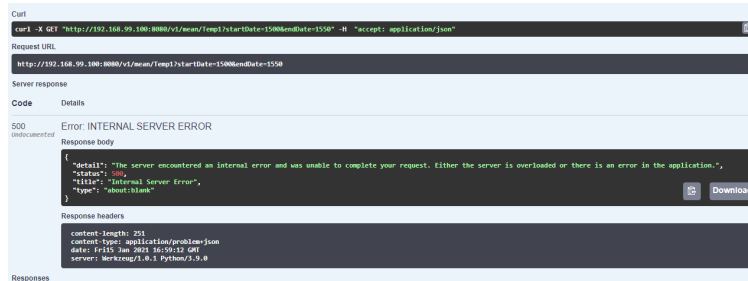 Curl
curl -X GET "http://192.168.99.100:8080/v1/mean/Temp1?startDate=1500&endDate=1550" -H "accept: application/json"
Request URL
http://192.168.99.100:8080/v1/mean/Temp1?startDate=1500&endDate=1550
Server response
Code Details
500 Error: INTERNAL SERVER ERROR
Undocumented
Response body
{
"detail": "The server encountered an internal error and was unable to complete your request. Either the server is overloaded or there is an error in the application.",
"status": 500,
"title": "Internal Server Error",
"type": "about:blank"
}
Download
Response headers
content-length: 251
content-type: application/problem+json
date: Fri15 Jan 2021 16:59:12 GMT
server: Werkzeug/1.0.1 Python/3.9.0
Responses